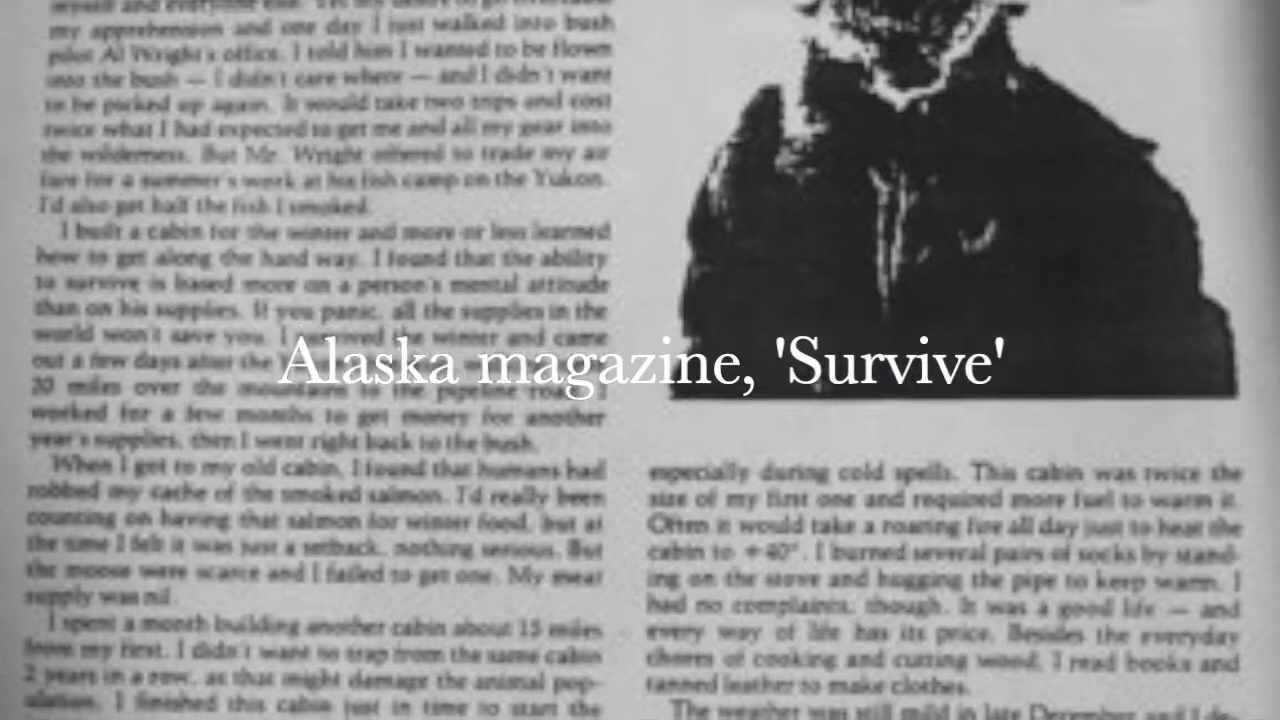 myself and everyone else. Yet my desire to go overcame
my apprehension and one day I just walked into bush
pilot Al Wright's office. I told him I wanted to be flown
into the bush — I didn't care where — and I didn't want
to be picked up again. It would take two trips and cost
twice what I had expected to get me and all my gear into
the wilderness. But Mr. Wright offered to trade my air
fare for a summer's work at his fish camp on the Yukon.
I'd also get half the fish I smoked.
I built a cabin for the winter and more or less learned
how to get along the hard way. I found that the ability
to survive is based more on a person's mental attitude
than on his supplies. If you panic, all the supplies in the
world won't save you. I survived the winter and came
out a few days after the
20 miles over the mountains to the pipeline road. I
worked for a few months to get money for another
year's supplies, then I went right back to the bush.
When I got to my old cabin, I found that humans had
robbed my cache of the smoked salmon. I'd really been
counting on having that salmon for winter food, but at
the time I felt it was just a setback, nothing serious. But
the moose were scarce and I failed to get one. My meat
supply was nil.
I spent a month building another cabin about 15 miles
from my first. I didn't want to trap from the same cabin
2 years in a row, as that might damage the animal pop-
ulation. I finished this cabin just in time to start the
Alaska magazine, 'Survive'
especially during cold spells. This cabin was twice the
size of my first one and required more fuel to warm it.
Often it would take a roaring fire all day just to heat the
cabin to +40°. I burned several pairs of socks by stand-
ing on the stove and hugging the pipe to keep warm. I
had no complaints, though. It was a good life — and
every way of life has its price. Besides the everyday
chores of cooking and cutting wood, I read books and
tanned leather to make clothes.
The weather was still mild in late December and I